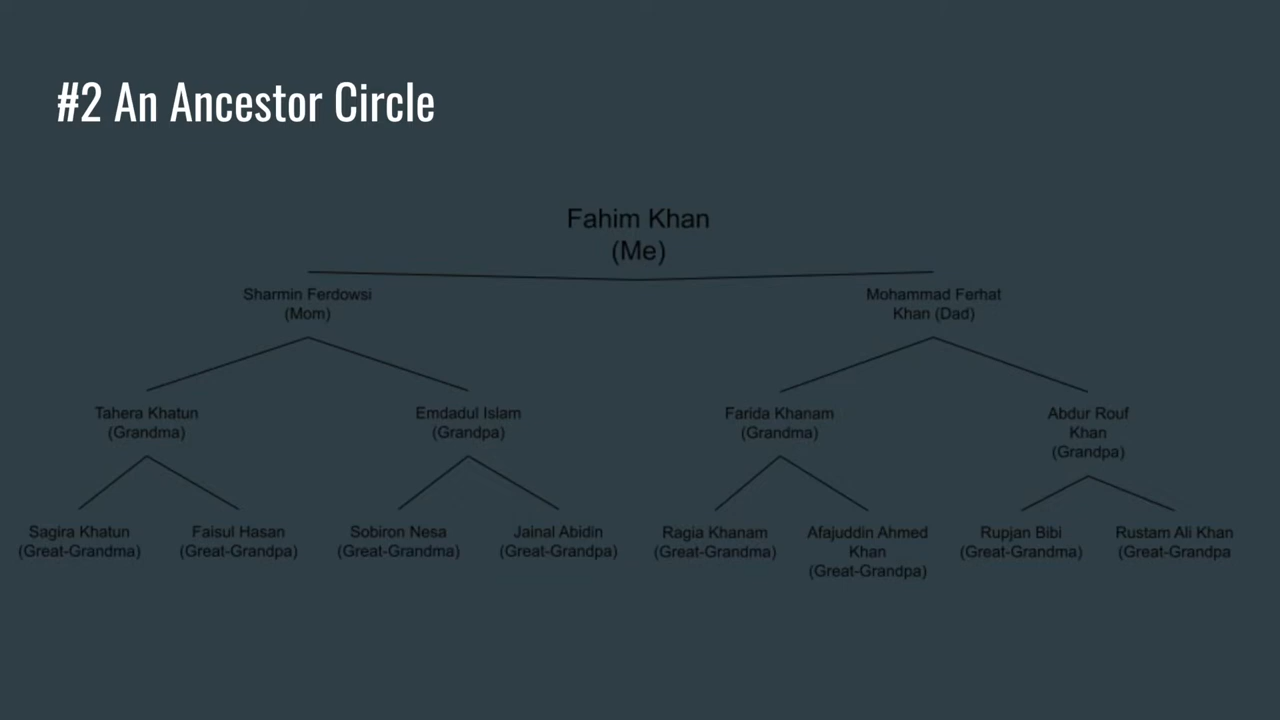 #2 An Ancestor Circle
Fahim Khan
(Me)
Sharmin Ferdowsi
(Mom)
Mohammad Ferhat
Khan (Dad)
Tahera Khatun
(Grandma)
Emdadul Islam
(Grandpa)
Farida Khanam
(Grandma)
Abdur Rouf
Khan
(Grandpa)
Sagira Khatun
(Great-Grandma)
Faisul Hasan
(Great-Grandpa)
Sobiron Nesa
(Great-Grandma)
Jainal Abidin
(Great-Grandpa)
Ragia Khanam
(Great-Grandma)
Afajuddin Ahmed
Khan
(Great-Grandpa)
Rupjan Bibi
(Great-Grandma)
Rustam Ali Khan
(Great-Grandpa